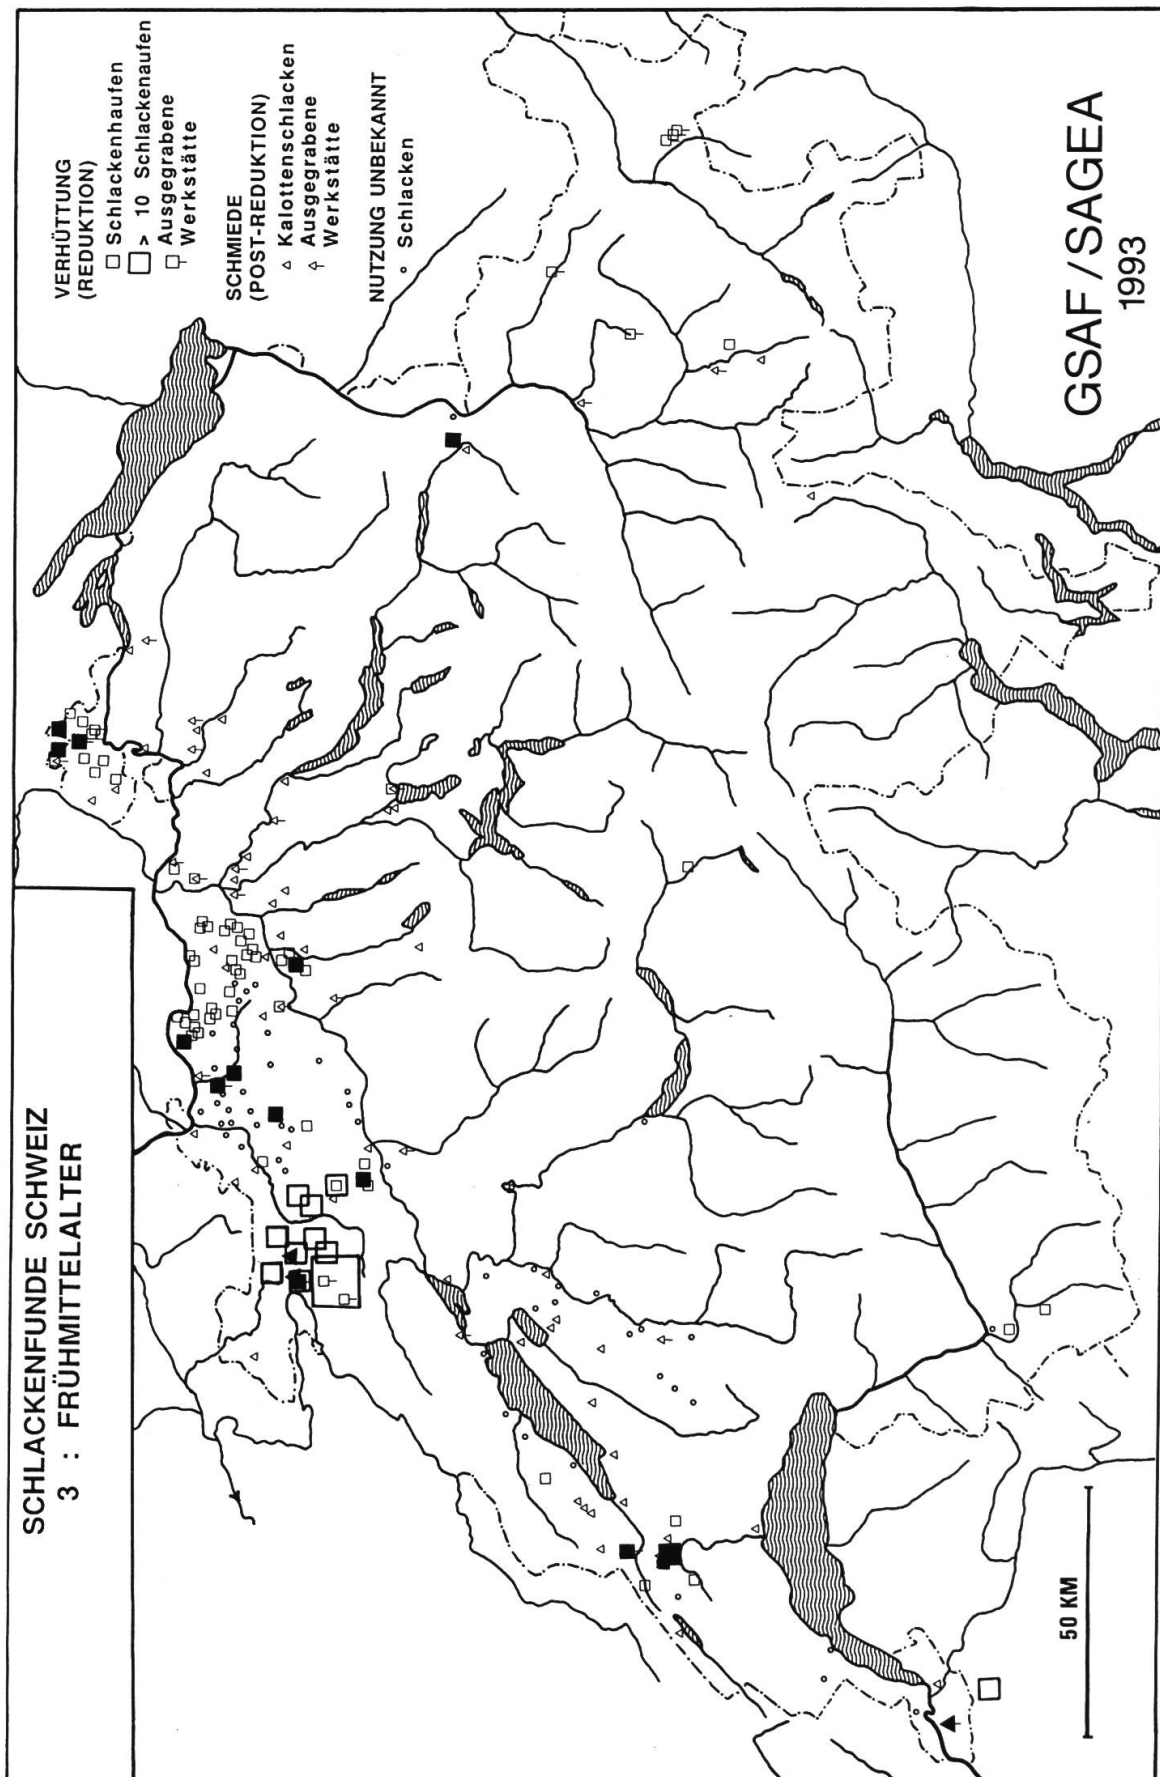 SCHLACKENFUNDE SCHWEIZ
3 : FRÜHMITTELALTER
VERHÜTTUNG
(REDUKTION)
Schlackenhaufen
> 10 Schlackenaufen
Ausgegrabene
Werkstätte
SCHMIEDE
(POST-REDUKTION)
Kalottenschlacken
Ausgegrabene
Werkstätte
NUTZUNG UNBEKANNT
Schlacken
50 KM
GSAF/SAGEA
1993